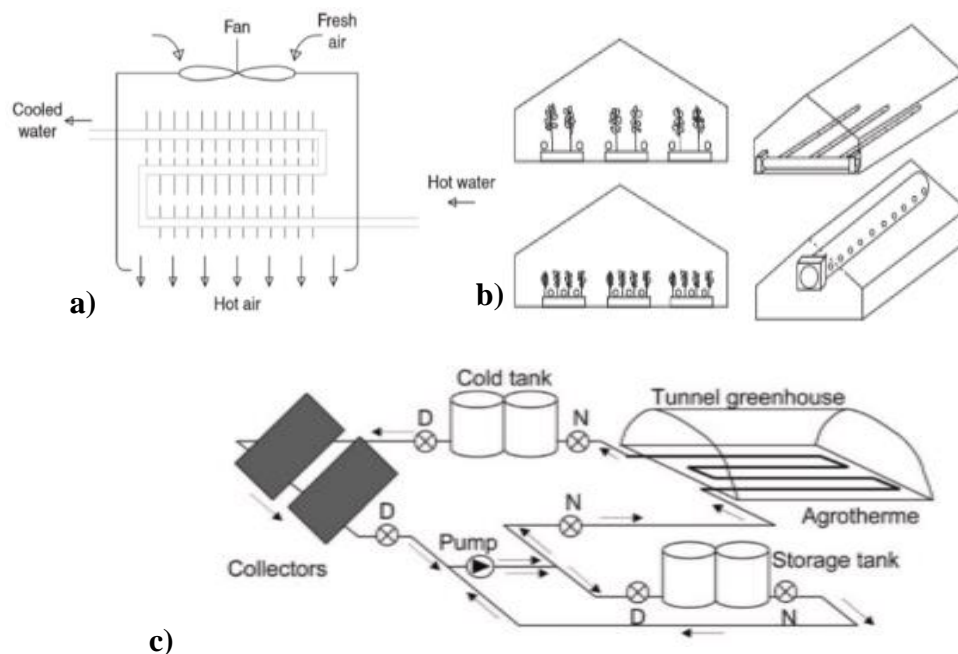 Fan
Fresh
air
Cooled
water
Hot air
a)
Hot water
b)
Cold tank
D
N
Tunnel greenhouse
D
N
Agrotherme
Pump
Collectors
Storage tank
D
N
c)